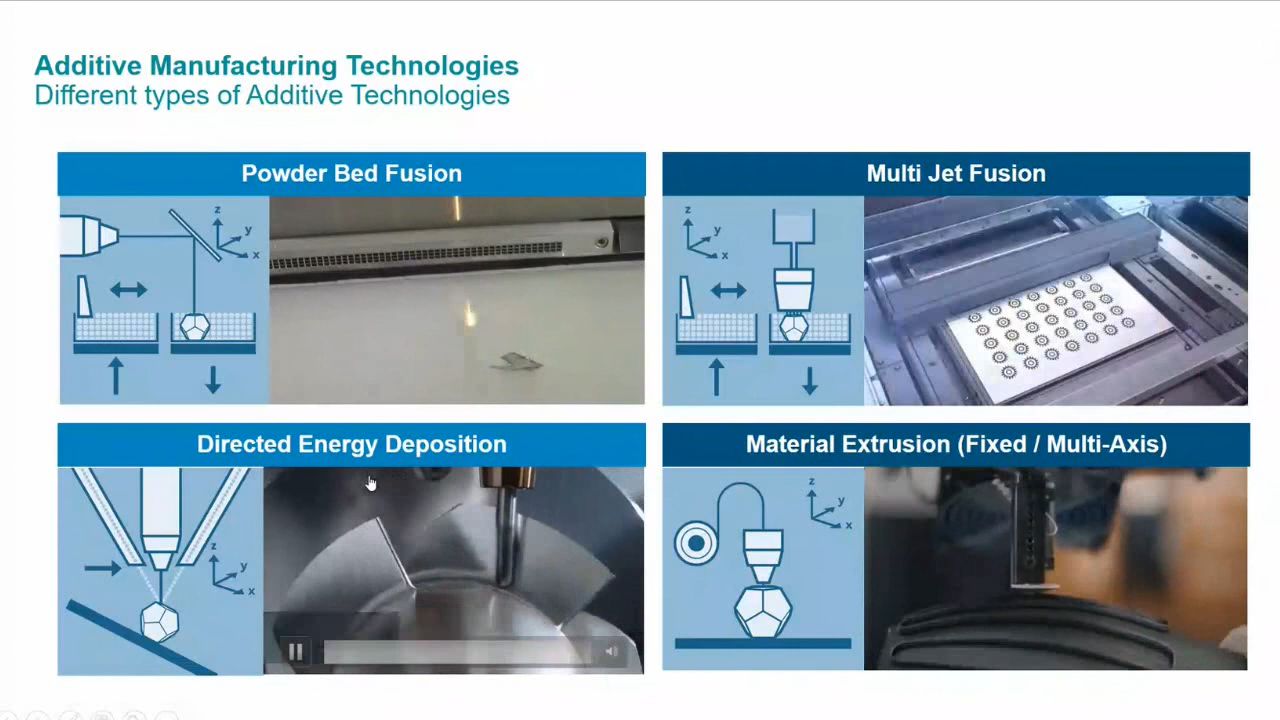 Additive Manufacturing Technologies
Different types of Additive Technologies
Powder Bed Fusion
Multi Jet Fusion
z
y
x
z
y
x
Directed Energy Deposition
Material Extrusion (Fixed / Multi-Axis)
z
y
x
z
y
x